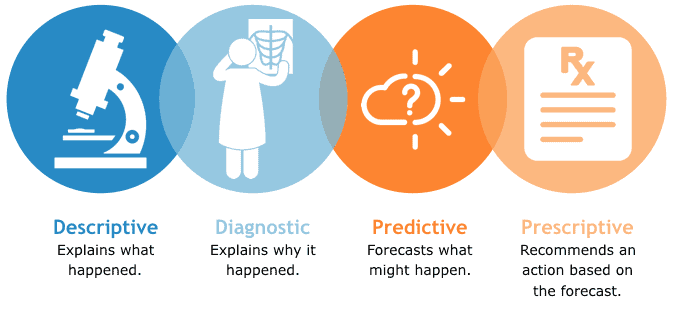 ?
Rx
Descriptive
Explains what
happened.
Diagnostic
Explains why it
happened.
Predictive
Forecasts what
might happen.
Prescriptive
Recommends an
action based on
the forecast.